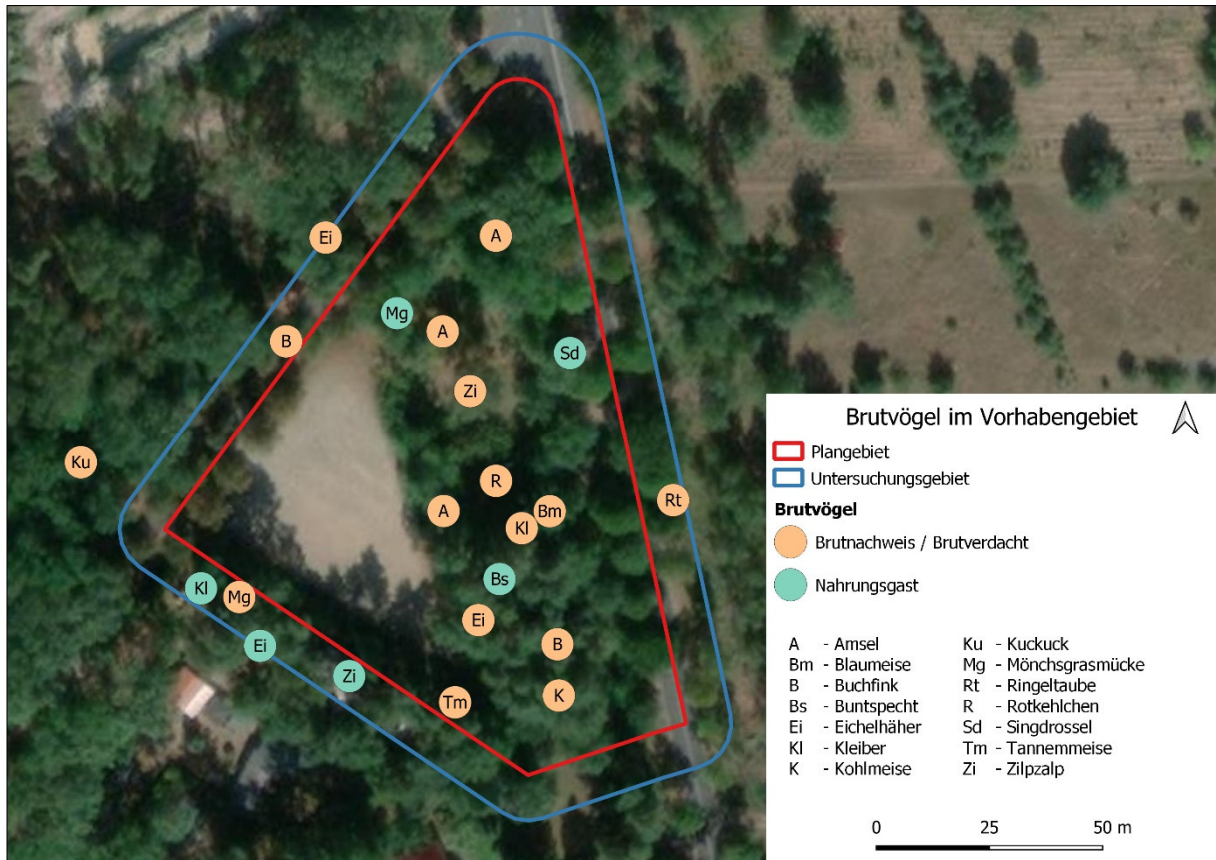 Ei
A
Mg
A
B
Sd
Zi
Ku
R
Rt
A
Bm
Kl
Bs
Kl
Mg
Ei
Ei
B
Zi
K
Tm
Brutvögel im Vorhabengebiet
Plangebiet
Untersuchungsgebiet
Brutvögel
Brutnachweis / Brutverdacht
Nahrungsgast
A - Amsel
Bm - Blaumeise
B - Buchfink
Bs - Buntspecht
Ei - Eichelhäher
Kl - Kleiber
K - Kohlmeise
Ku - Kuckuck
Mg - Mönchsgrasmücke
Rt - Ringeltaube
R - Rotkehlchen
Sd - Singdrossel
Tm - Tannemmeise
Zi - Zilpzalp
0 25 50 m